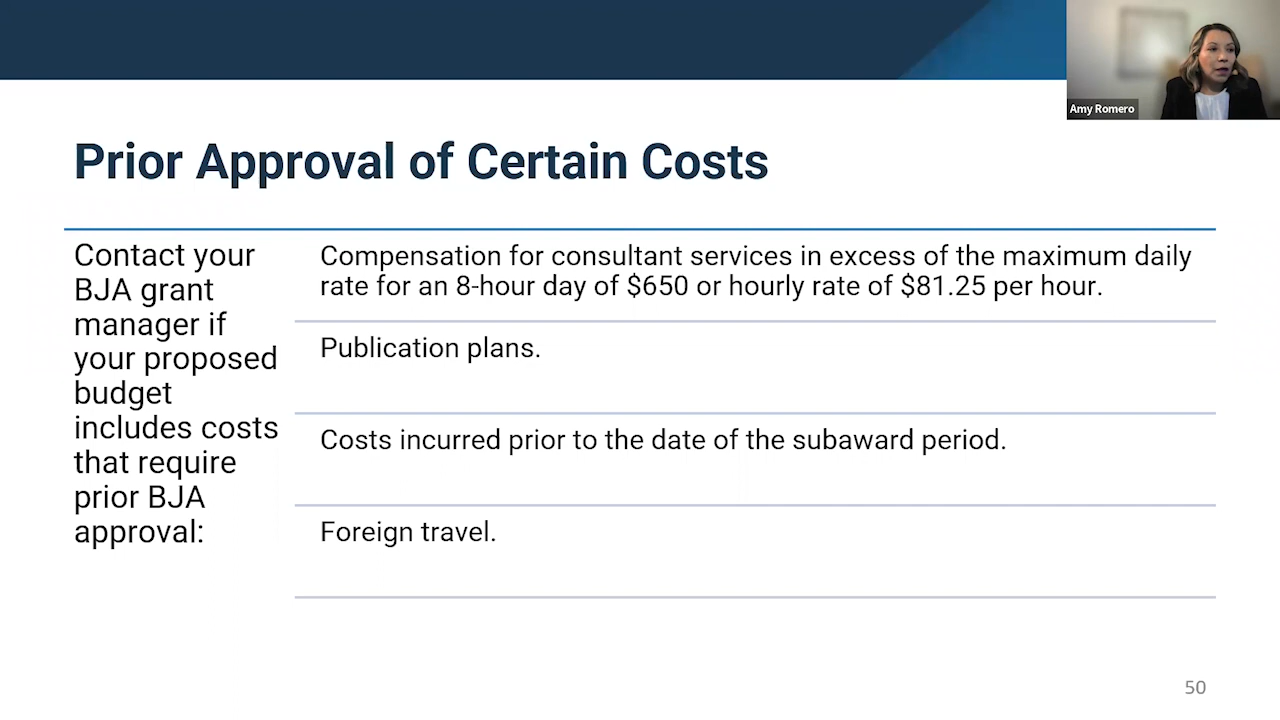 Amy Romero
Prior Approval of Certain Costs
Contact your
BJA grant
manager if
your proposed
budget
includes costs
that require
prior BJA
approval:
Compensation for consultant services in excess of the maximum daily
rate for an 8-hour day of $650 or hourly rate of $81.25 per hour.
Publication plans.
Costs incurred prior to the date of the subaward period.
Foreign travel.
50